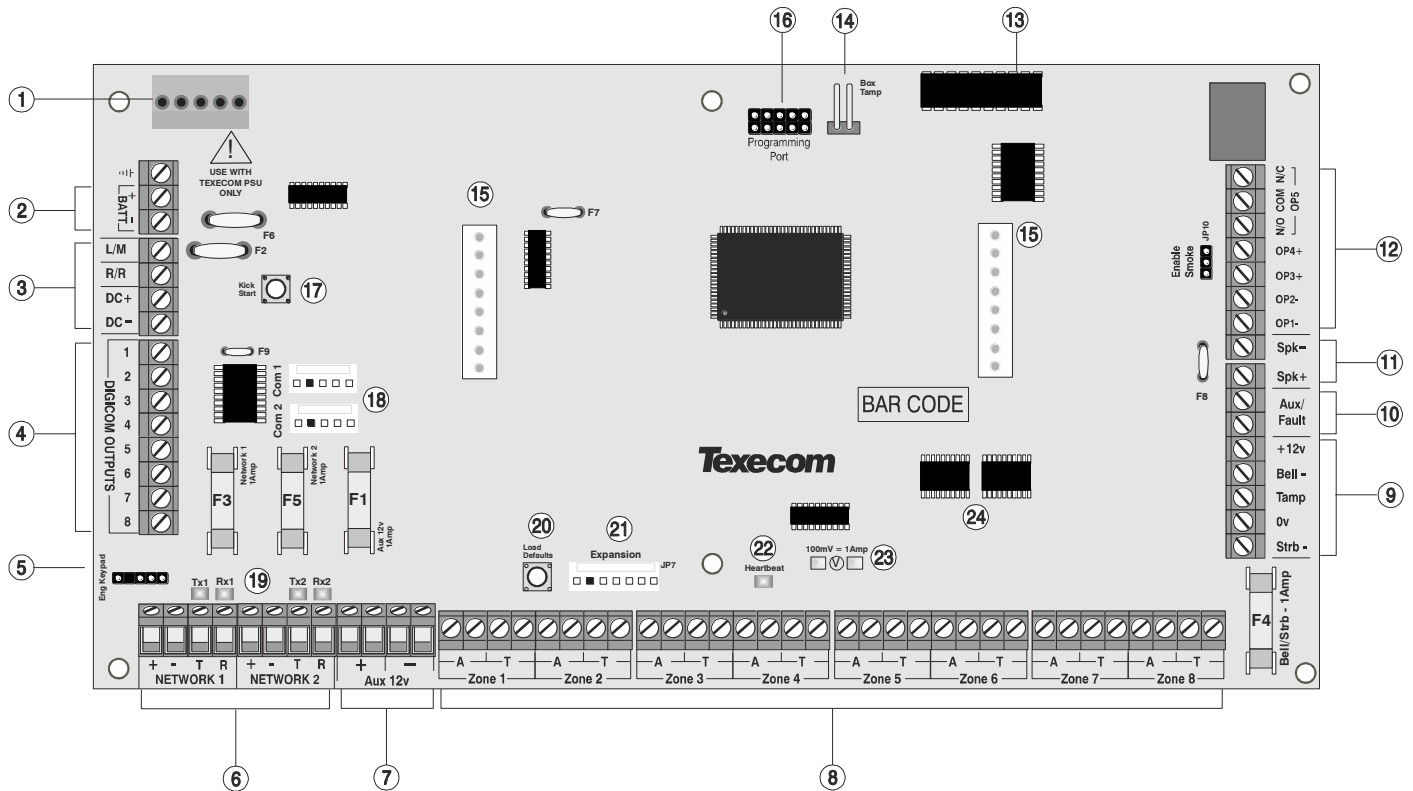 16
14
13
1
Box
Tamp
Programming
Port
!
USE WITH
TEXECOM PSU
ONLY
2
+
BATT
-
F6
15
F7
15
N/C
COM
OP5
N/O
JP10
Enable
Smoke
12
3
L/M
R/R
DC+
DC-
F2
Kick
Start
17
OP4+
OP3+
OP2-
OP1-
4
1
2
3
4
5
6
7
8
DIGICOM OUTPUTS
F9
Com 1
Com 2
18
F8
Spk-
Spk+
11
Aux/
Fault
10
BAR CODE
Texecom
+12v
Bell -
Tamp
0v
Strb -
9
F3
Network 1
1Amp
F5
Network 2
1Amp
F1
Aux 12v
1Amp
24
5
Eng Keypad
20
Load
Defaults
21
Expansion
JP7
22
Heartbeat
100mV = 1Amp
V
23
Tx1
Rx1
19
Tx2
Rx2
F4
Bell/Strb - 1Amp
+ - T R + - T R + -
NETWORK 1 NETWORK 2 Aux 12v
A T A T A T A T A T A T A T A T
Zone 1 Zone 2 Zone 3 Zone 4 Zone 5 Zone 6 Zone 7 Zone 8
6
7
8